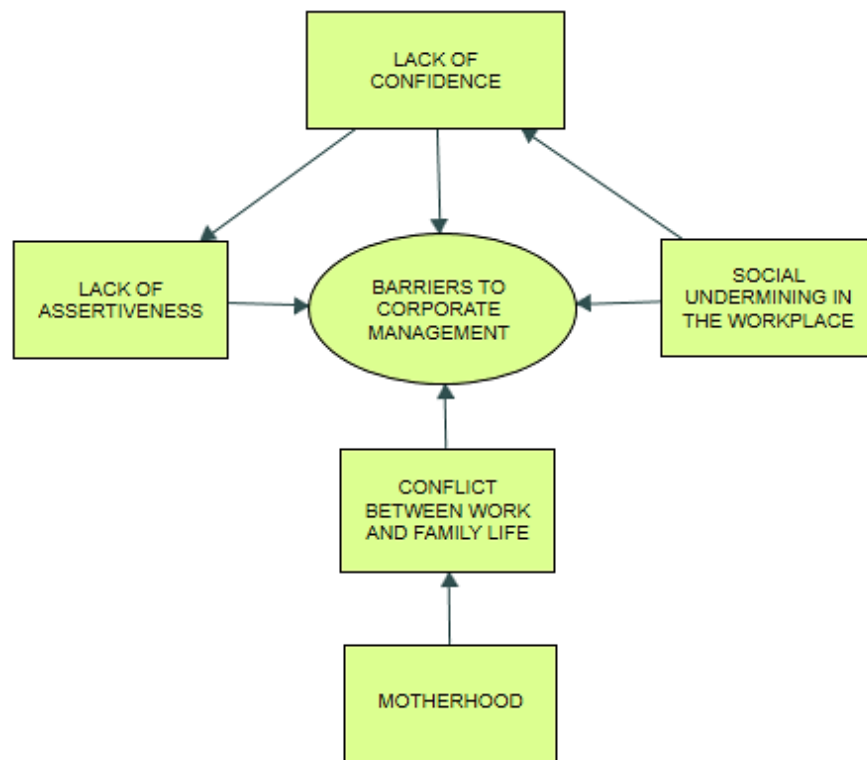 LACK OF
CONFIDENCE
LACK OF
ASSERTIVENESS
BARRIERS TO
CORPORATE
MANAGEMENT
SOCIAL
UNDERMINING IN
THE WORKPLACE
CONFLICT
BETWEEN WORK
AND FAMILY LIFE
MOTHERHOOD